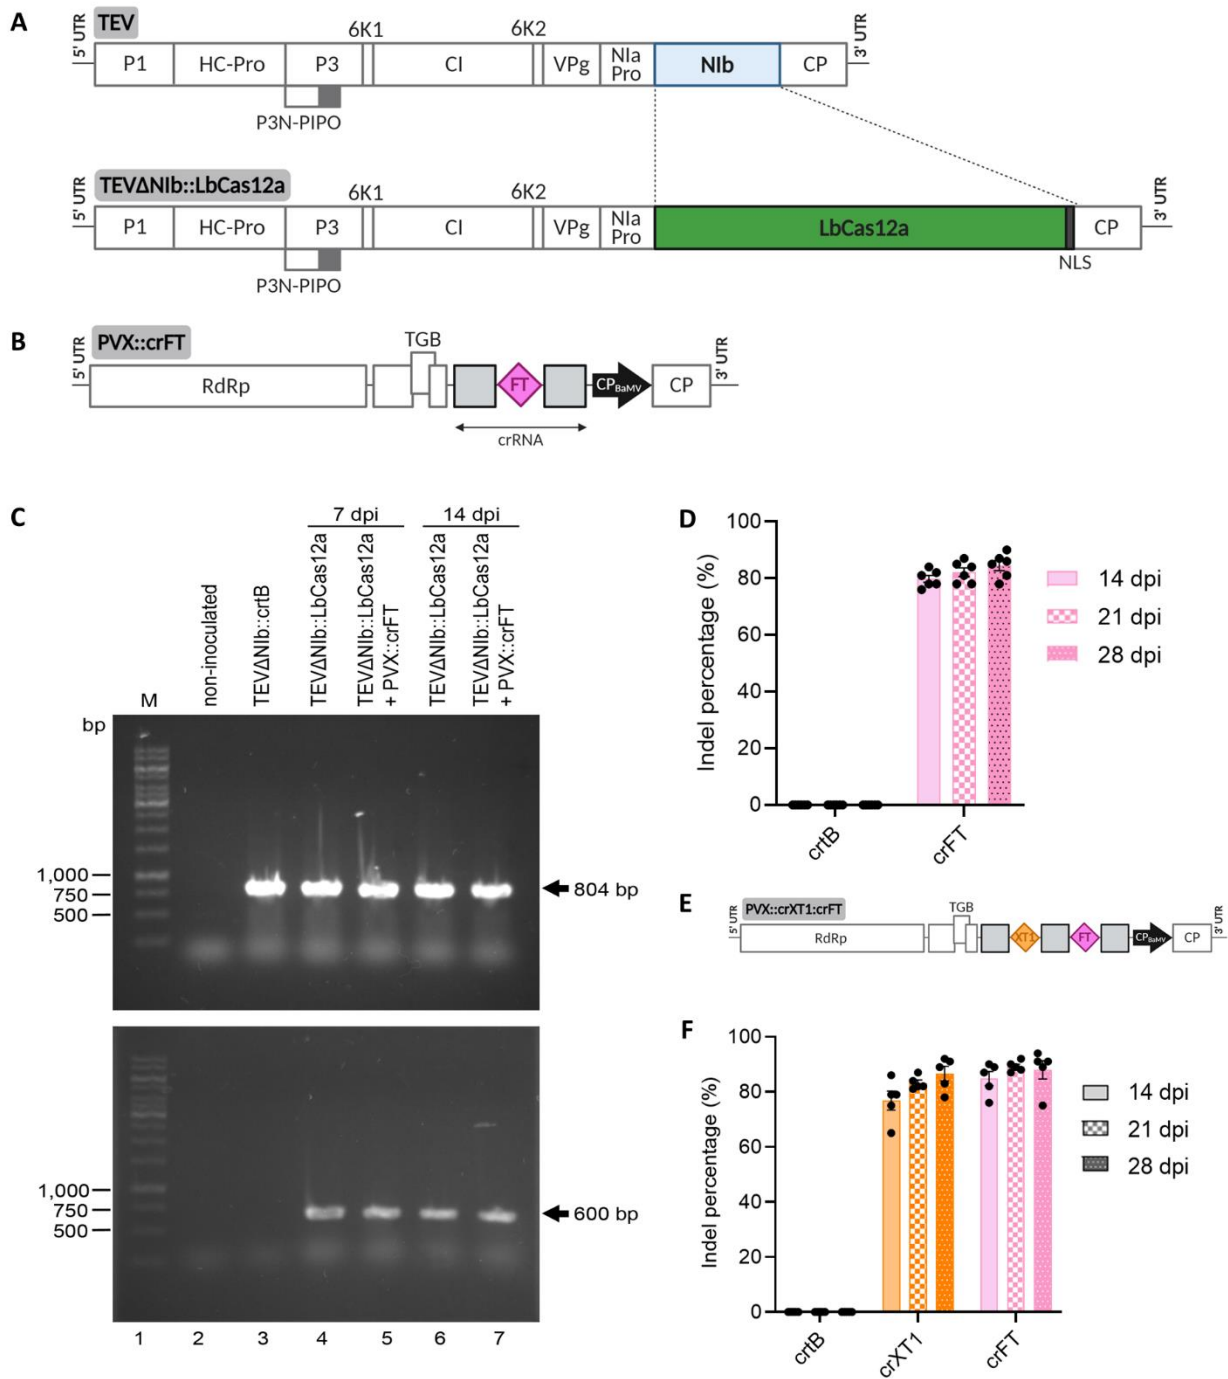 A
TEV
5' UTR
P1
HC-Pro
P3
6K1
CI
6K2
VPg
NIa
Pro
NIb
CP
3' UTR
P3N-PIPO
TEVΔNIb::LbCas12a
5' UTR
P1
HC-Pro
P3
6K1
CI
6K2
VPg
NIa
Pro
LbCas12a
NLS
CP
3' UTR
P3N-PIPO
B
PVX::crFT
5' UTR
RdRp
TGB
FT
crRNA
CPBaMV
CP
3' UTR
C
7 dpi
14 dpi
M
non-inoculated
TEVΔNIb::crtB
TEVΔNIb::LbCas12a
TEVΔNIb::LbCas12a
+ PVX::crFT
TEVΔNIb::LbCas12a
TEVΔNIb::LbCas12a
+ PVX::crFT
bp
1,000
750
500
804 bp
1,000
750
500
600 bp
1 2 3 4 5 6 7
D
Indel percentage (%)
100
80
60
40
20
0
crtB
crFT
14 dpi
21 dpi
28 dpi
E
PVX::crXT1:crFT
5' UTR
RdRp
TGB
XT1
FT
CPBaMV
CP
3' UTR
F
Indel percentage (%)
100
80
60
40
20
0
crtB
crXT1
crFT
14 dpi
21 dpi
28 dpi